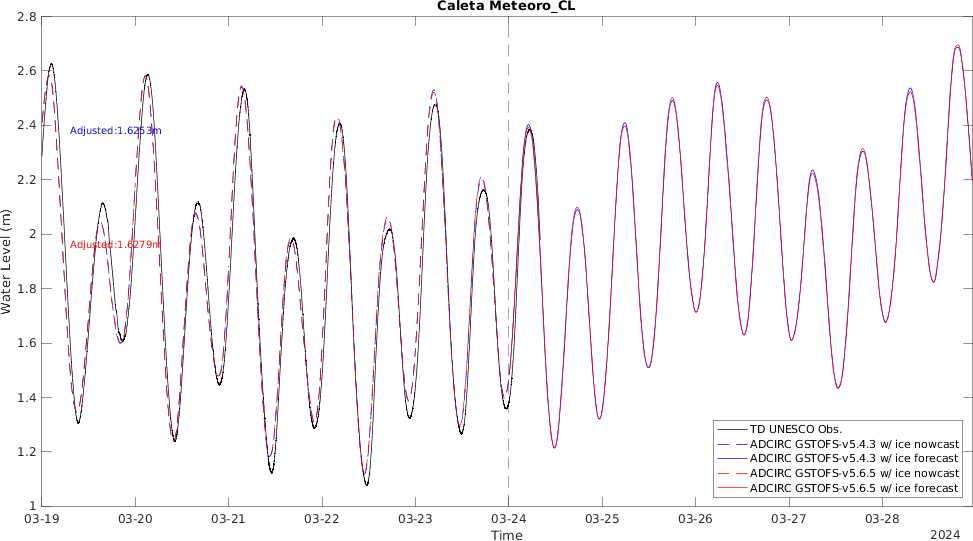 Caleta Meteoro_CL
2.8
2.6
2.4
2.2
2
1.8
1.6
1.4
1.2
1
Water Level (m)
Adjusted:1.6253m
Adjusted:1.6279m
TD UNESCO Obs.
ADCIRC GSTOFS-v5.4.3 w/ ice nowcast
ADCIRC GSTOFS-v5.4.3 w/ ice forecast
ADCIRC GSTOFS-v5.6.5 w/ ice nowcast
ADCIRC GSTOFS-v5.6.5 w/ ice forecast
03-19 03-20 03-21 03-22 03-23 03-24 03-25 03-26 03-27 03-28
Time
2024